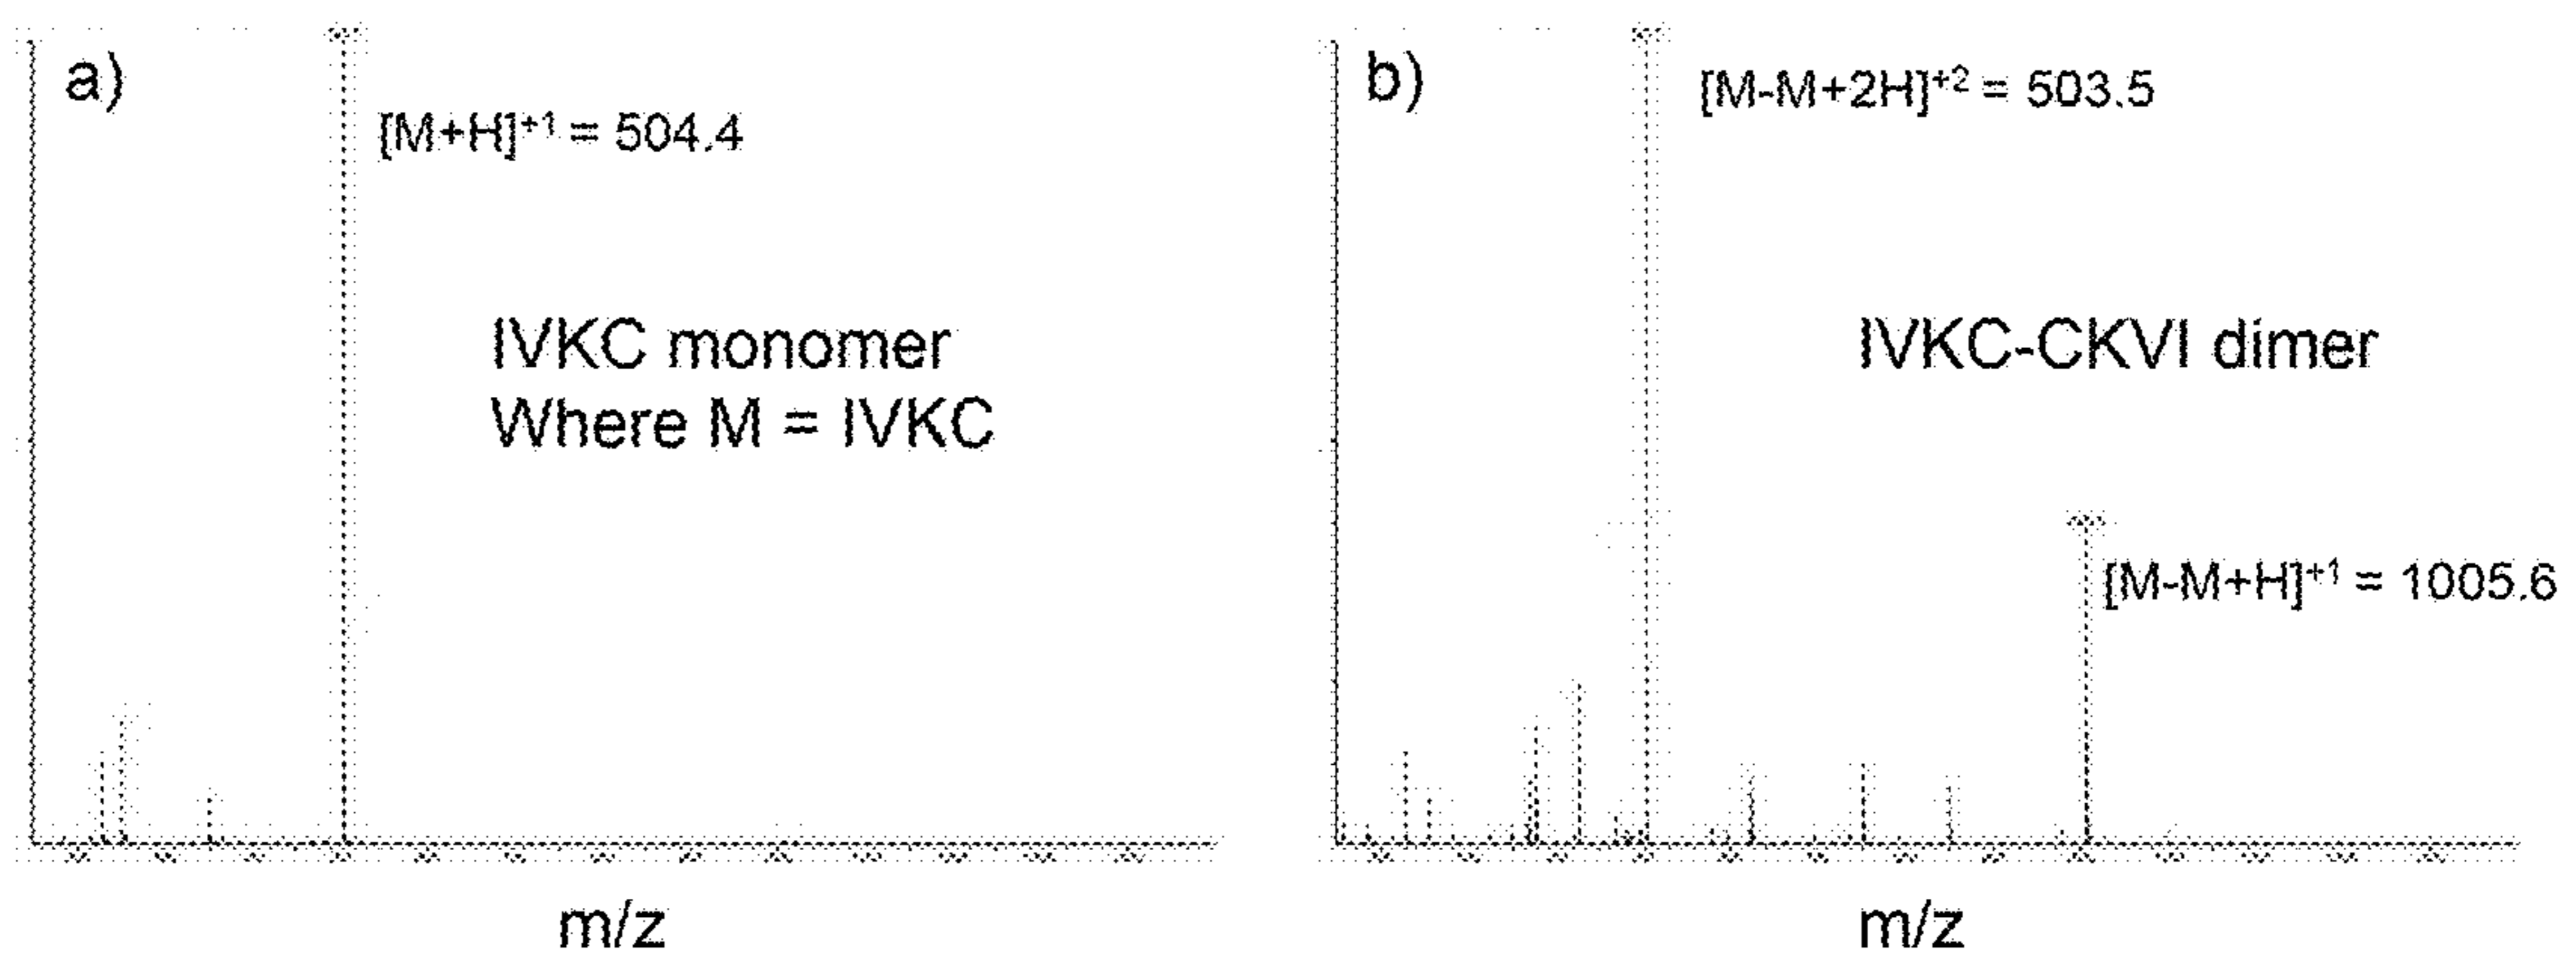 a)
[M+H]⁺¹ = 504.4
IVKC monomer
Where M = IVKC
m/z
b)
[M-M+2H]⁺² = 503.5
IVKC-CKVI dimer
[M-M+H]⁺¹ = 1005.6
m/z